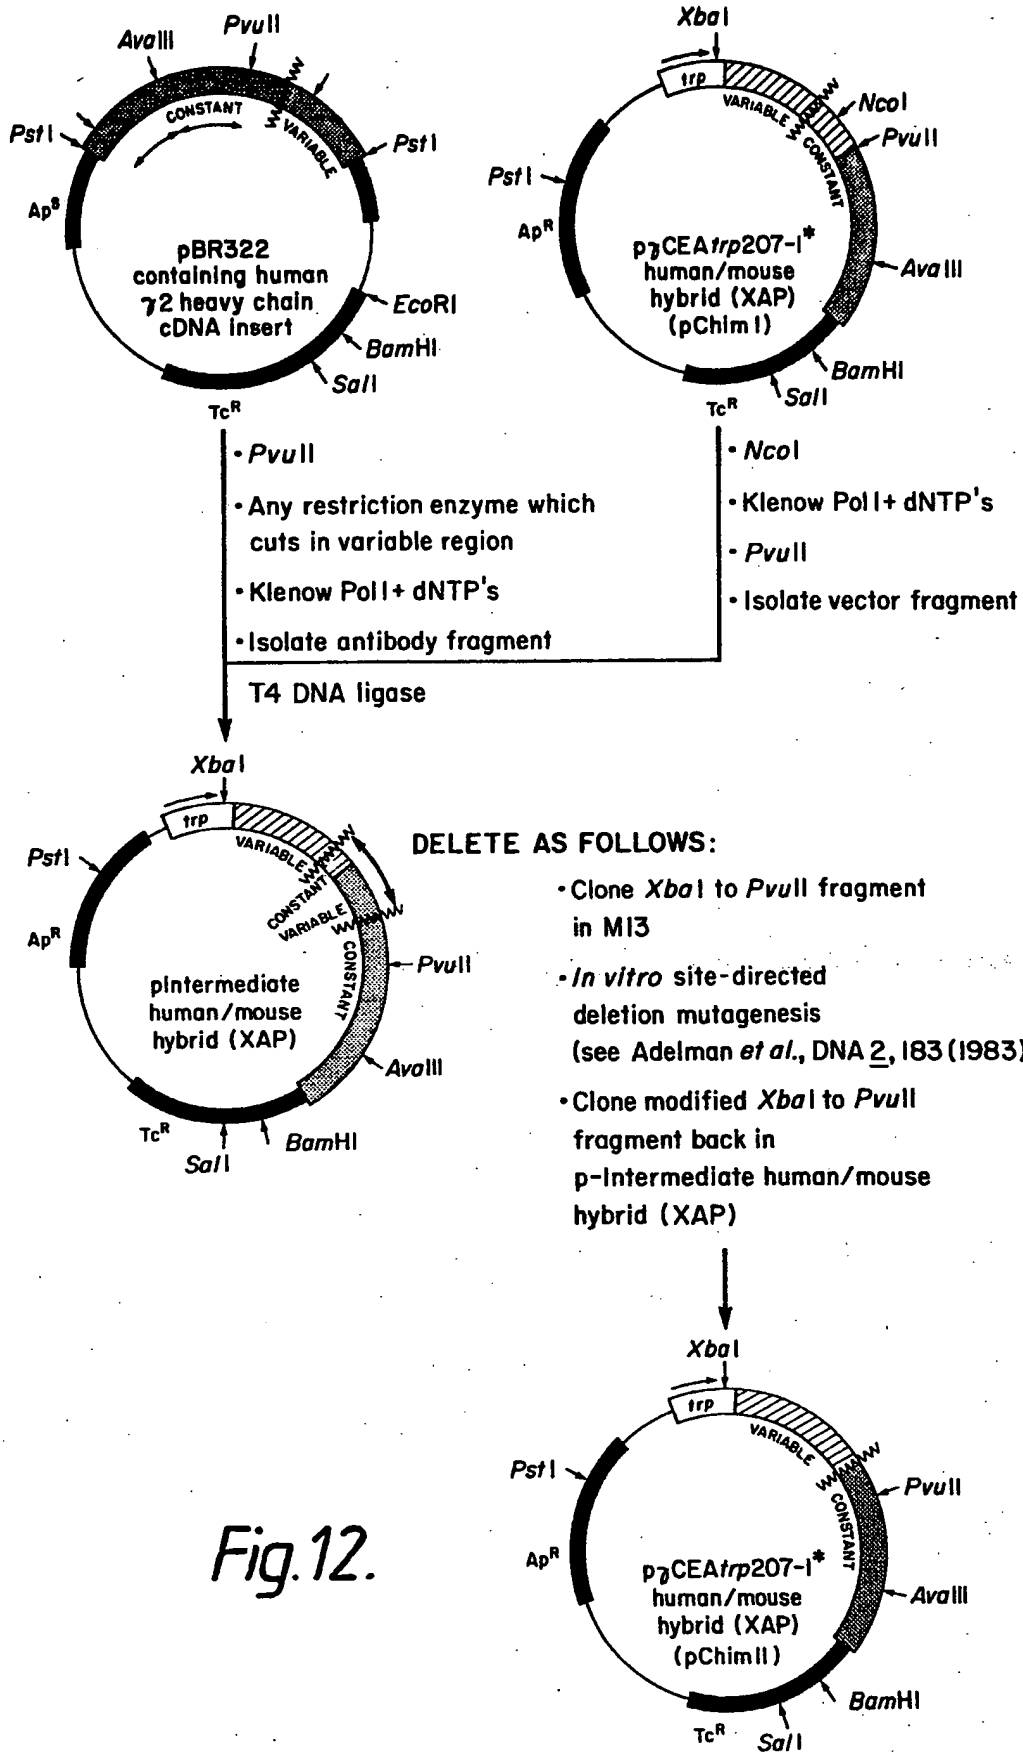 PvuII
AvaIII
PstI
CONSTANT
VARIABLE
PstI
Ap^S
pBR322
containing human
γ2 heavy chain
cDNA insert
EcoRI
BamHI
SalI
Tc^R
XbaI
trp
VARIABLE
NcoI
PvuII
CONSTANT
PstI
Ap^R
pγCEAtrp207-1*
human/mouse
hybrid (XAP)
(pChim I)
AvaIII
BamHI
SalI
Tc^R
• PvuII
• Any restriction enzyme which
cuts in variable region
• Klenow Pol I + dNTP's
• Isolate antibody fragment
• NcoI
• Klenow Pol I + dNTP's
• PvuII
• Isolate vector fragment
T4 DNA ligase
XbaI
trp
PstI
VARIABLE
CONSTANT
VARIABLE
CONSTANT
Ap^R
PvuII
pIntermediate
human/mouse
hybrid (XAP)
AvaIII
Tc^R
BamHI
SalI
DELETE AS FOLLOWS:
• Clone XbaI to PvuII fragment
in M13
• In vitro site-directed
deletion mutagenesis
(see Adelman et al., DNA 2, 183 (1983)
• Clone modified XbaI to PvuII
fragment back in
p-Intermediate human/mouse
hybrid (XAP)
XbaI
trp
VARIABLE
PstI
PvuII
CONSTANT
Ap^R
pγCEAtrp207-1*
human/mouse
hybrid (XAP)
(pChim II)
AvaIII
BamHI
Tc^R
SalI
Fig.12.